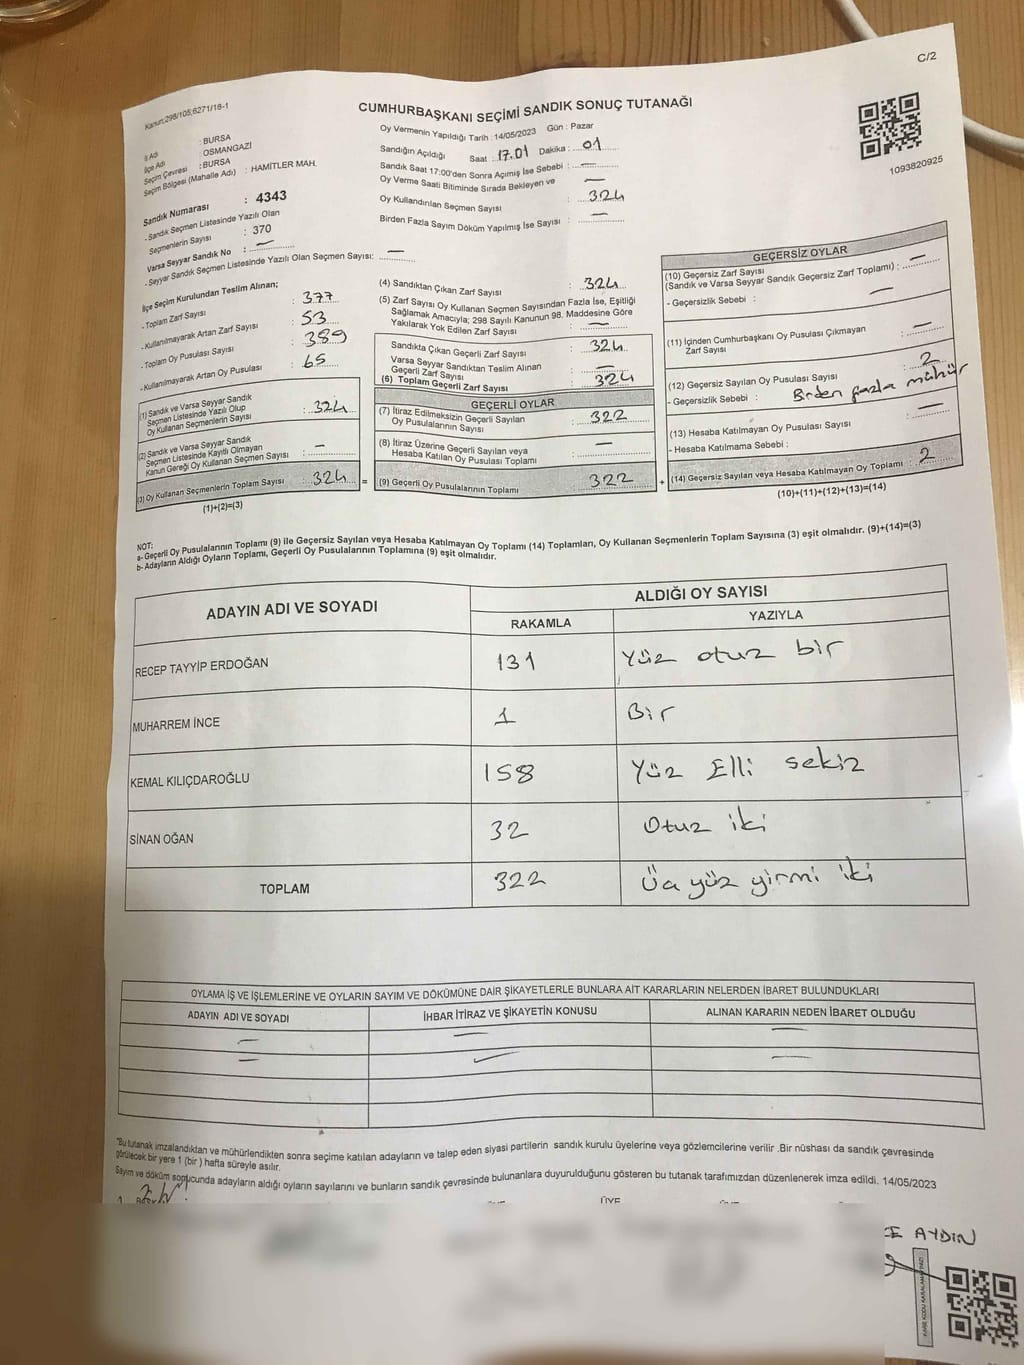 C/2
Kanun;298/105;6271/18-1
CUMHURBAŞKANI SEÇİMİ SANDIK SONUÇ TUTANAĞI
1093820925
İl Adı : BURSA
İlçe Adı : OSMANGAZİ
Seçim Çevresi : BURSA
Seçim Bölgesi (Mahalle Adı) : HAMİTLER MAH.
Sandık Numarası : 4343
-Sandık Seçmen Listesinde Yazılı Olan
Seçmenlerin Sayısı : 370
Varsa Seyyar Sandık No : —
-Seyyar Sandık Seçmen Listesinde Yazılı Olan Seçmen Sayısı: —
Oy Vermenin Yapıldığı Tarih : 14/05/2023 Gün : Pazar
Sandığın Açıldığı Saat : 17.01 Dakika : 01
Sandık Saat 17:00'den Sonra Açımış İse Sebebi : —
Oy Verme Saati Bitiminde Sırada Bekleyen ve —
Oy Kullandırılan Seçmen Sayısı : 324
Birden Fazla Sayım Döküm Yapılmış İse Sayısı : —
İlçe Seçim Kurulundan Teslim Alınan;
-Toplam Zarf Sayısı : 377
-Kullanılmayarak Artan Zarf Sayısı : 53
-Toplam Oy Pusulası Sayısı : 389
-Kullanılmayarak Artan Oy Pusulası : 65
(1) Sandık ve Varsa Seyyar Sandık
Seçmen Listesinde Yazılı Olup
Oy Kullanan Seçmenlerin Sayısı : 324
(2) Sandık ve Varsa Seyyar Sandık
Seçmen Listesinde Kayıtlı Olmayan
Kanun Gereği Oy Kullanan Seçmen Sayısı : —
(3) Oy Kullanan Seçmenlerin Toplam Sayısı : 324 =
(1)+(2)=(3)
(4) Sandıktan Çıkan Zarf Sayısı : 324
(5) Zarf Sayısı Oy Kullanan Seçmen Sayısından Fazla İse, Eşitliği
Sağlamak Amacıyla; 298 Sayılı Kanunun 98. Maddesine Göre
Yakılarak Yok Edilen Zarf Sayısı : —
Sandıkta Çıkan Geçerli Zarf Sayısı : 324
Varsa Seyyar Sandıktan Teslim Alınan
Geçerli Zarf Sayısı : —
(6) Toplam Geçerli Zarf Sayısı : 324
GEÇERLİ OYLAR
(7) İtiraz Edilmeksizin Geçerli Sayılan
Oy Pusulalarının Sayısı : 322
(8) İtiraz Üzerine Geçerli Sayılan veya
Hesaba Katılan Oy Pusulası Toplamı : —
(9) Geçerli Oy Pusulalarının Toplamı : 322 +
GEÇERSİZ OYLAR
(10) Geçersiz Zarf Sayısı
(Sandık ve Varsa Seyyar Sandık Geçersiz Zarf Toplamı) : —
- Geçersizlik Sebebi : —
(11) İçinden Cumhurbaşkanı Oy Pusulası Çıkmayan
Zarf Sayısı : —
(12) Geçersiz Sayılan Oy Pusulası Sayısı : 2
- Geçersizlik Sebebi : Birden fazla mühür
(13) Hesaba Katılmayan Oy Pusulası Sayısı : —
- Hesaba Katılmama Sebebi :
(14) Geçersiz Sayılan veya Hesaba Katılmayan Oy Toplamı : 2
(10)+(11)+(12)+(13)=(14)
NOT:
a- Geçerli Oy Pusulalarının Toplamı (9) ile Geçersiz Sayılan veya Hesaba Katılmayan Oy Toplamı (14) Toplamları, Oy Kullanan Seçmenlerin Toplam Sayısına (3) eşit olmalıdır. (9)+(14)=(3)
b- Adayların Aldığı Oyların Toplamı, Geçerli Oy Pusulalarının Toplamına (9) eşit olmalıdır.
ADAYIN ADI VE SOYADI ALDIĞI OY SAYISI
RAKAMLA YAZIYLA
RECEP TAYYİP ERDOĞAN 131 Yüz otuz bir
MUHARREM İNCE 1 Bir
KEMAL KILIÇDAROĞLU 158 Yüz Elli sekiz
SİNAN OĞAN 32 Otuz iki
TOPLAM 322 Üç yüz yirmi iki
OYLAMA İŞ VE İŞLEMLERİNE VE OYLARIN SAYIM VE DÖKÜMÜNE DAİR ŞİKAYETLERLE BUNLARA AİT KARARLARIN NELERDEN İBARET BULUNDUKLARI
ADAYIN ADI VE SOYADI İHBAR İTİRAZ VE ŞİKAYETİN KONUSU ALINAN KARARIN NEDEN İBARET OLDUĞU
*Bu tutanak imzalandıktan ve mühürlendikten sonra seçime katılan adayların ve talep eden siyasi partilerin sandık kurulu üyelerine veya gözlemcilerine verilir .Bir nüshası da sandık çevresinde
görülecek bir yere 1 (bir ) hafta süreyle asılır.
Sayım ve döküm sonucunda adayların aldığı oyların sayılarını ve bunların sandık çevresinde bulunanlara duyurulduğunu gösteren bu tutanak tarafımızdan düzenlenerek imza edildi. 14/05/2023
ÜYE
AYDIN